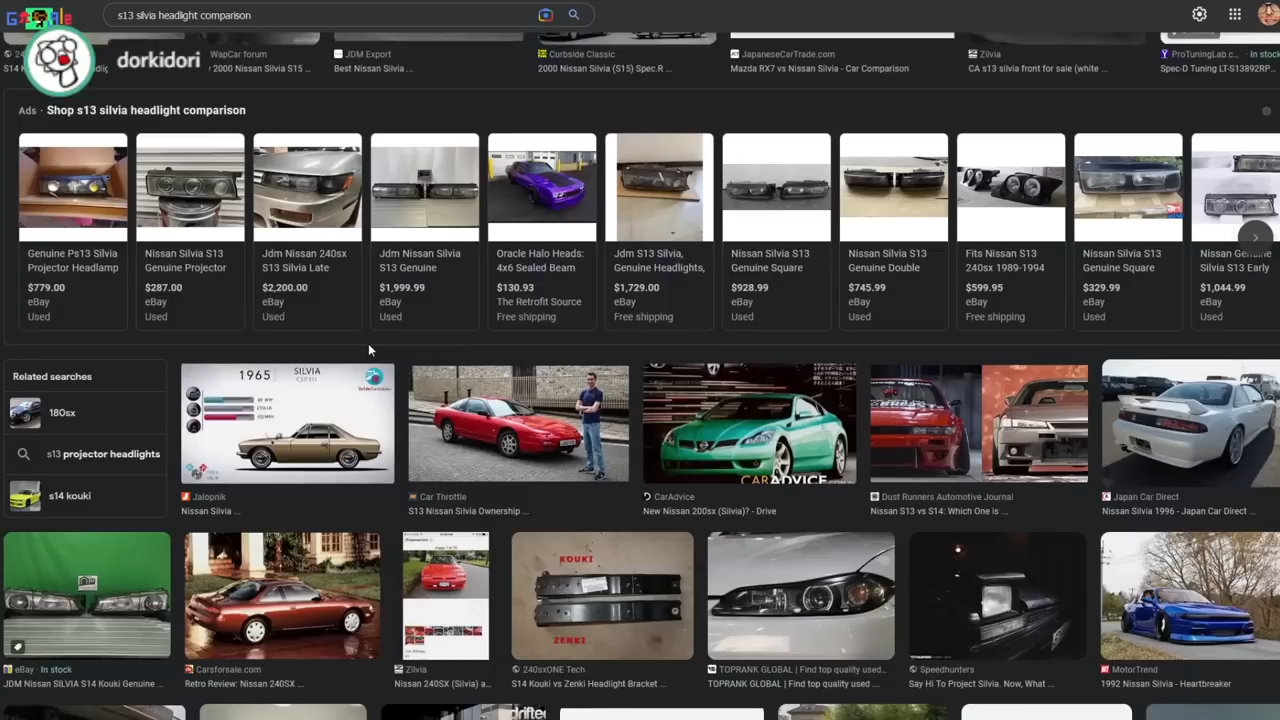 s13 silvia headlight comparison
dorkidori
WapCar forum
2000 Nissan Silvia S15 ...
JDM Export
Best Nissan Silvia ...
Curbside Classic
2000 Nissan Silvia (S15) Spec.R ...
JapaneseCarTrade.com
Mazda RX7 vs Nissan Silvia - Car Comparison
Zilvia
CA s13 silvia front for sale (white ...
ProTuningLab.c... · In stock
Spec-D Tuning LT-S13892RP...
Ads · Shop s13 silvia headlight comparison
Genuine Ps13 Silvia
Projector Headlamp
$779.00
eBay
Used
Nissan Silvia S13
Genuine Projector
$287.00
eBay
Used
Jdm Nissan 240sx
S13 Silvia Late
$2,200.00
eBay
Used
Jdm Nissan Silvia
S13 Genuine
$1,999.99
eBay
Used
Oracle Halo Heads:
4x6 Sealed Beam
$130.93
The Retrofit Source
Free shipping
Jdm S13 Silvia,
Genuine Headlights,
$1,729.00
eBay
Free shipping
Nissan Silvia S13
Genuine Square
$928.99
eBay
Used
Nissan Silvia S13
Genuine Double
$745.99
eBay
Used
Fits Nissan S13
240sx 1989-1994
$599.95
eBay
Free shipping
Nissan Silvia S13
Genuine Square
$329.99
eBay
Used
Nissan Genuine
Silvia S13 Early
$1,044.99
eBay
Used
Related searches
180sx
s13 projector headlights
s14 kouki
1965
SILVIA
CSP311
Jalopnik
Nissan Silvia ...
Car Throttle
S13 Nissan Silvia Ownership ...
CARADVICE.COM
CarAdvice
New Nissan 200sx (Silvia)? - Drive
Dust Runners Automotive Journal
Nissan S13 vs S14: Which One is ...
Japan Car Direct
Nissan Silvia 1996 - Japan Car Direct ...
eBay · In stock
JDM Nissan SILVIA S14 Kouki Genuine ...
Carsforsale.com
Retro Review: Nissan 240SX ...
Zilvia
Nissan 240SX (Silvia) a...
KOUKI
ZENKI
240sxONE Tech
S14 Kouki vs Zenki Headlight Bracket ...
TOPRANK GLOBAL | Find top quality used...
TOPRANK GLOBAL | Find top quality used ...
Speedhunters
Say Hi To Project Silvia. Now, What ...
MotorTrend
1992 Nissan Silvia - Heartbreaker
drifted